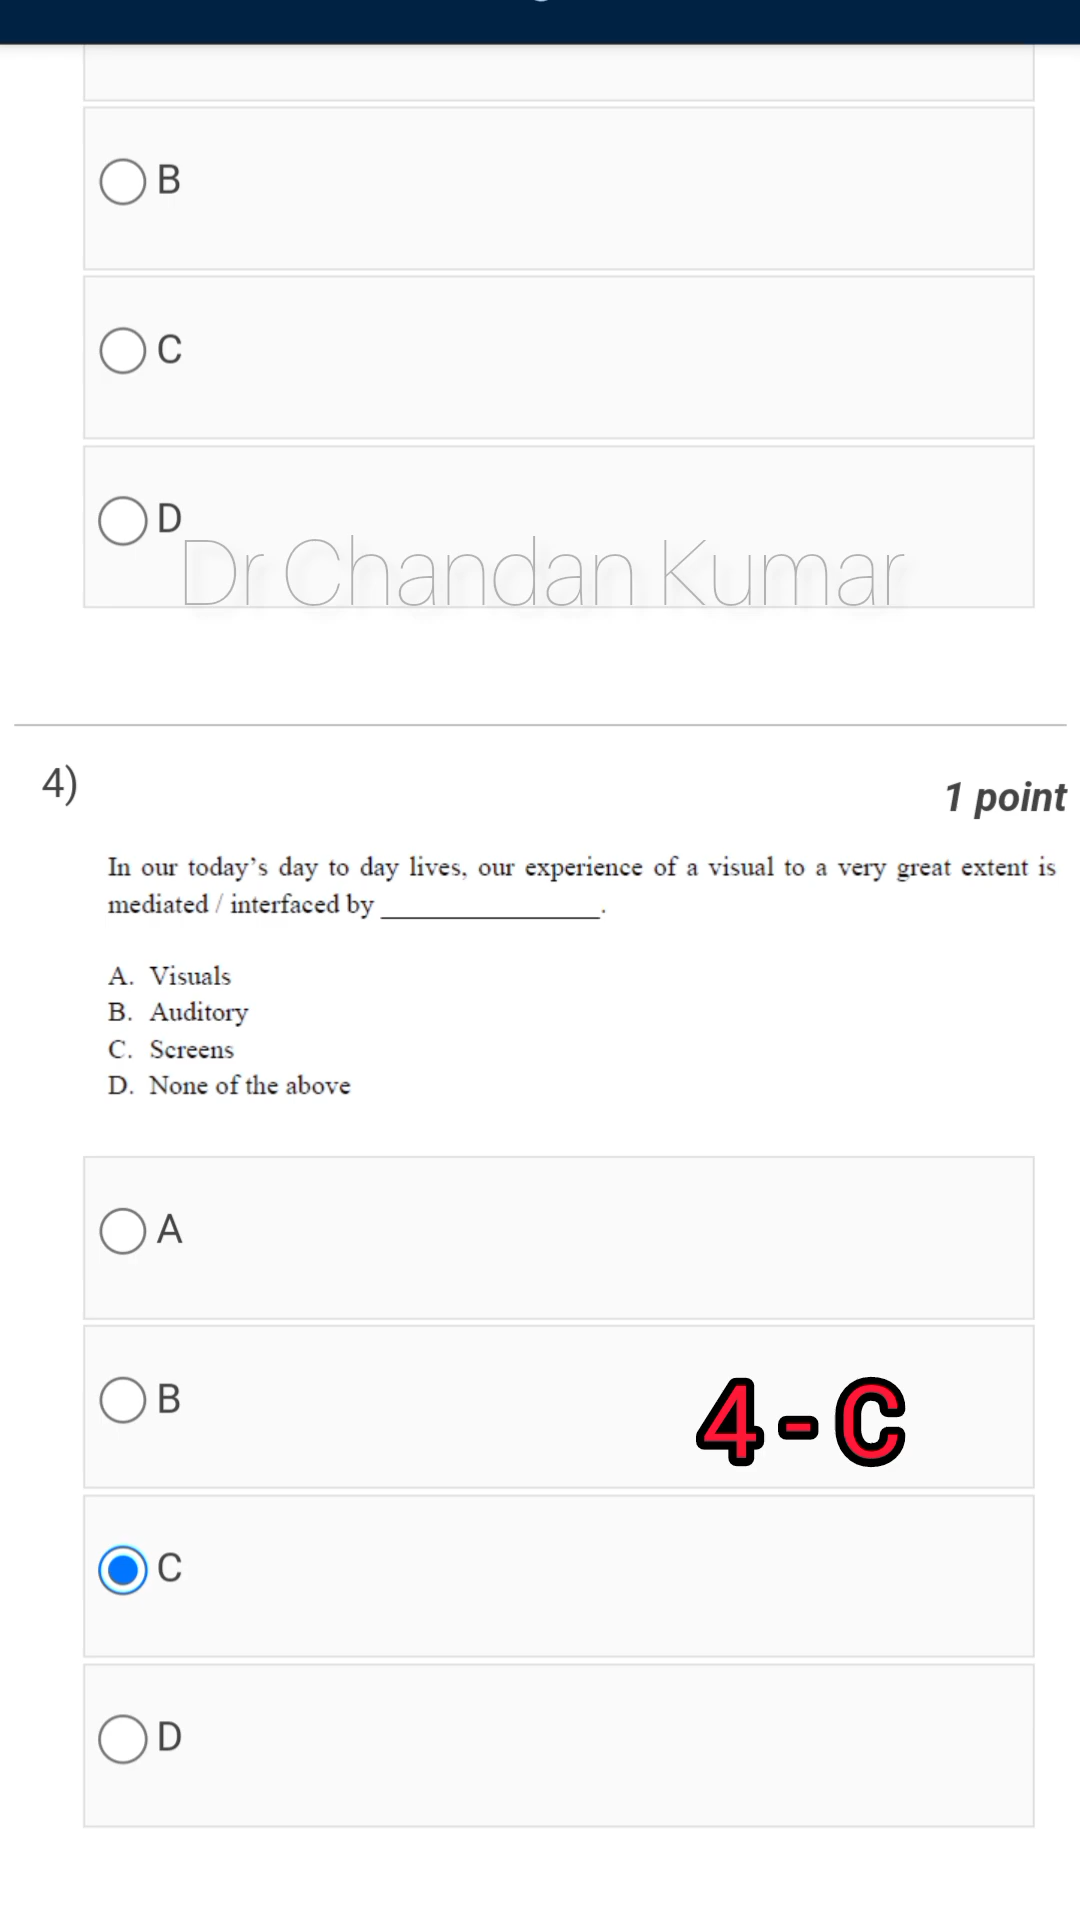 B
C
D
Dr Chandan Kumar
4)
1 point
In our today's day to day lives, our experience of a visual to a very great extent is
mediated / interfaced by ________________.
A. Visuals
B. Auditory
C. Screens
D. None of the above
A
B
4-C
C
D